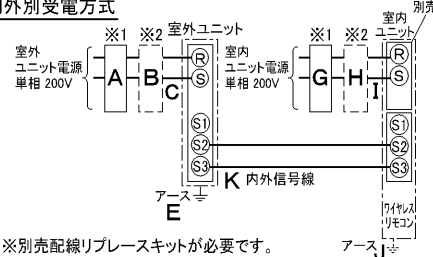 外別受電方式
別売
※1 ※2 室外ユニット
※1 ※2 室内
ユニット
室外
ユニット電源
単相 200V
A
B
C
R
S
S1
S2
S3
アース
E
室内
ユニット電源
単相 200V
G
H
I
R
S
S1
S2
S3
K 内外信号線
ワイヤレス
リモコン
アース
J
※別売配線リプレースキットが必要です。